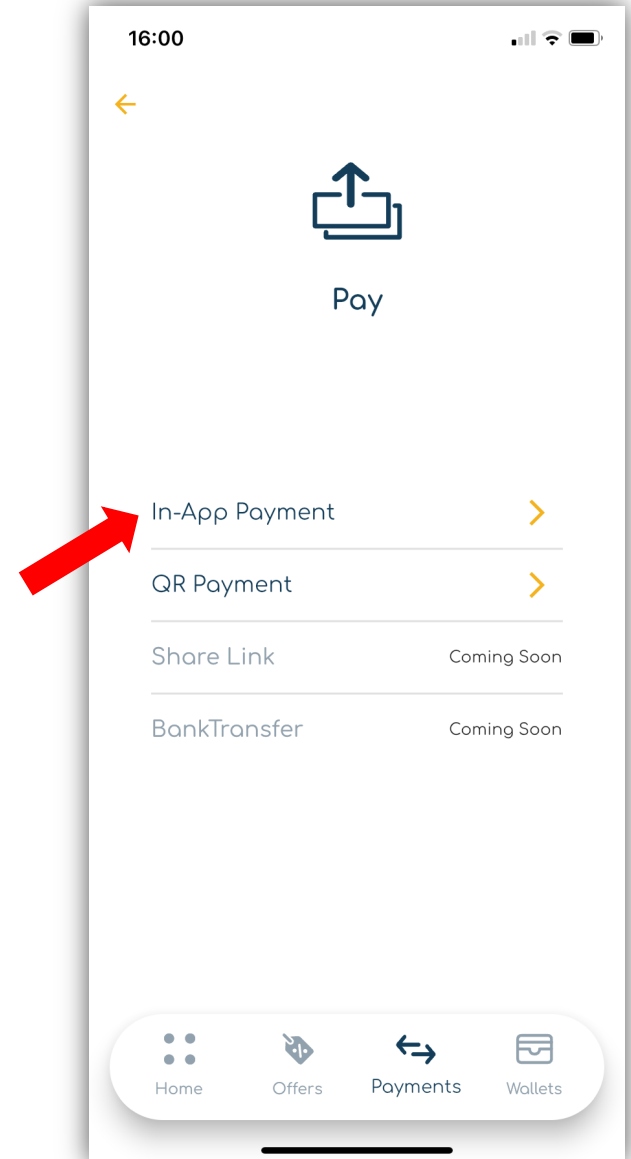 16:00
Pay
In-App Payment
QR Payment
Share Link Coming Soon
BankTransfer Coming Soon
Home Offers Payments Wallets